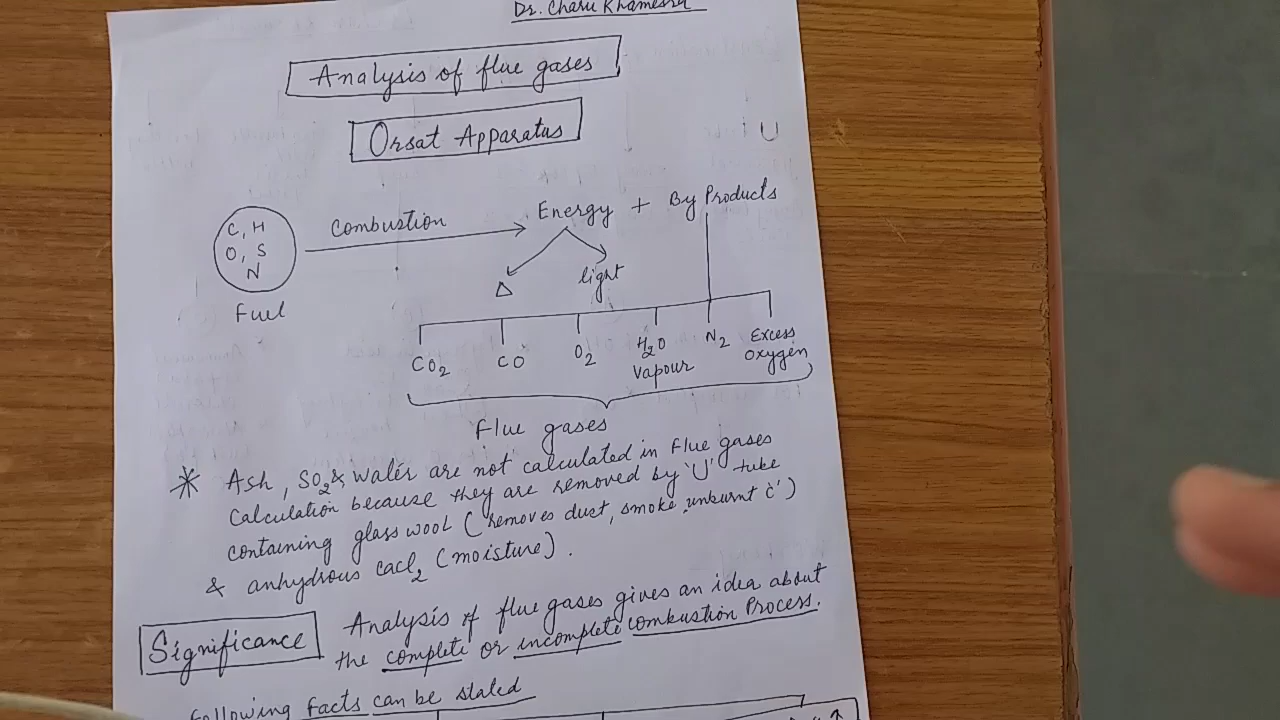 Dr. Charu Khamesra
Analysis of flue gases
Orsat Apparatus
U
C, H
O, S
N
Fuel
Combustion
Energy + By Products
Δ
light
CO2
CO
O2
H2O
Vapour
N2
Excess
Oxygen
Flue gases
* Ash, SO2 & Water are not calculated in Flue gases
Calculation because they are removed by 'U' tube
containing glass wool (removes duct, smoke, unburnt 'c')
& anhydrous cacl2 (moisture).
Significance
Analysis of flue gases gives an idea about
the complete or incomplete combustion Process.
Following facts can be stated